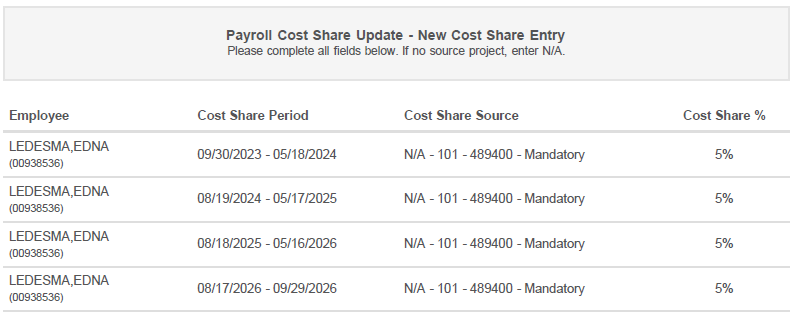 Payroll Cost Share Update - New Cost Share Entry
Please complete all fields below. If no source project, enter N/A.
Employee Cost Share Period Cost Share Source Cost Share %
LEDESMA,EDNA
(00938536) 09/30/2023 - 05/18/2024 N/A - 101 - 489400 - Mandatory 5%
LEDESMA,EDNA
(00938536) 08/19/2024 - 05/17/2025 N/A - 101 - 489400 - Mandatory 5%
LEDESMA,EDNA
(00938536) 08/18/2025 - 05/16/2026 N/A - 101 - 489400 - Mandatory 5%
LEDESMA,EDNA
(00938536) 08/17/2026 - 09/29/2026 N/A - 101 - 489400 - Mandatory 5%